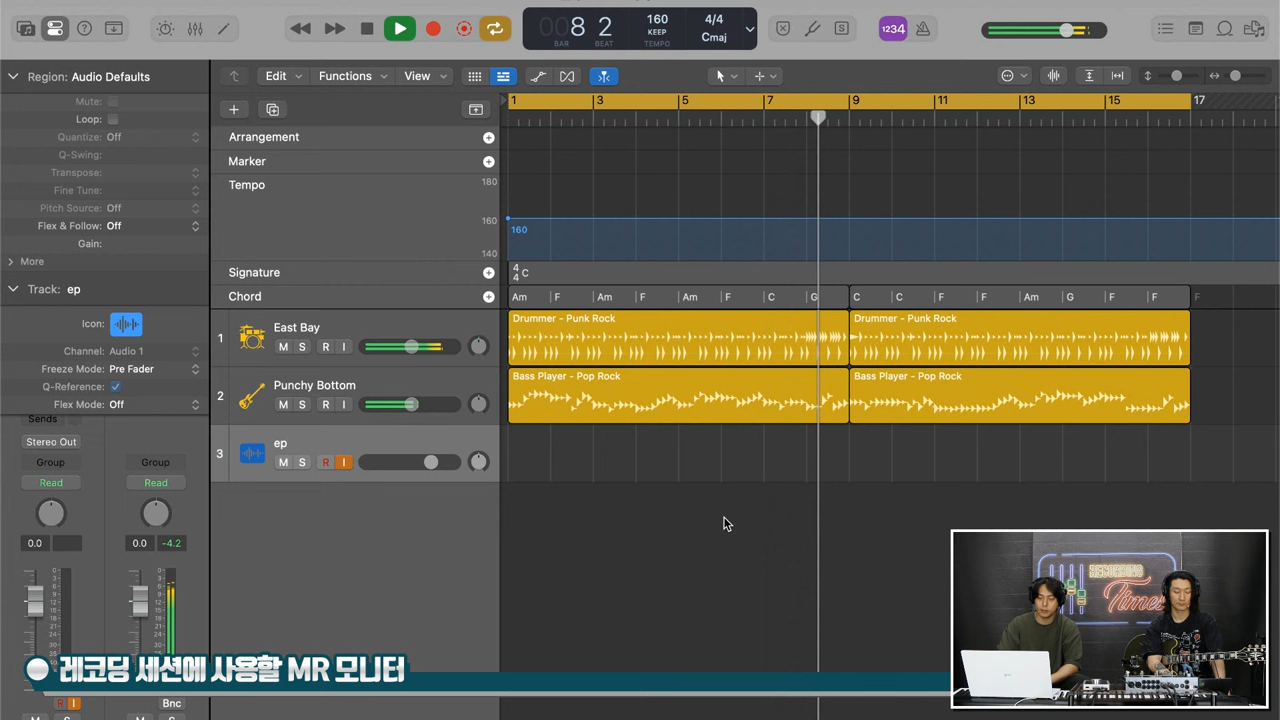 008 2
BAR BEAT
160
KEEP
TEMPO
4/4
Cmaj
S
1234
Region: Audio Defaults
Mute:
Loop:
Quantize: Off
Q-Swing:
Transpose:
Fine Tune:
Pitch Source: Off
Flex & Follow: Off
Gain:
More
Track: ep
Icon:
Channel: Audio 1
Freeze Mode: Pre Fader
Q-Reference:
Flex Mode: Off
Sends
Stereo Out
Group Group
Read Read
0.0 0.0 -4.2
R I Bnc
Edit Functions View
1 3 5 7 9 11 13 15 17
Arrangement
Marker
Tempo
180
160
140
160
Signature
4/4 C
Chord
Am F Am F Am F C G C C F F Am G F F F
1 East Bay
M S R I
Drummer - Punk Rock Drummer - Punk Rock
2 Punchy Bottom
M S R I
Bass Player - Pop Rock Bass Player - Pop Rock
3 ep
M S R I
RECORDING
Times
레코딩 세션에 사용할 MR 모니터